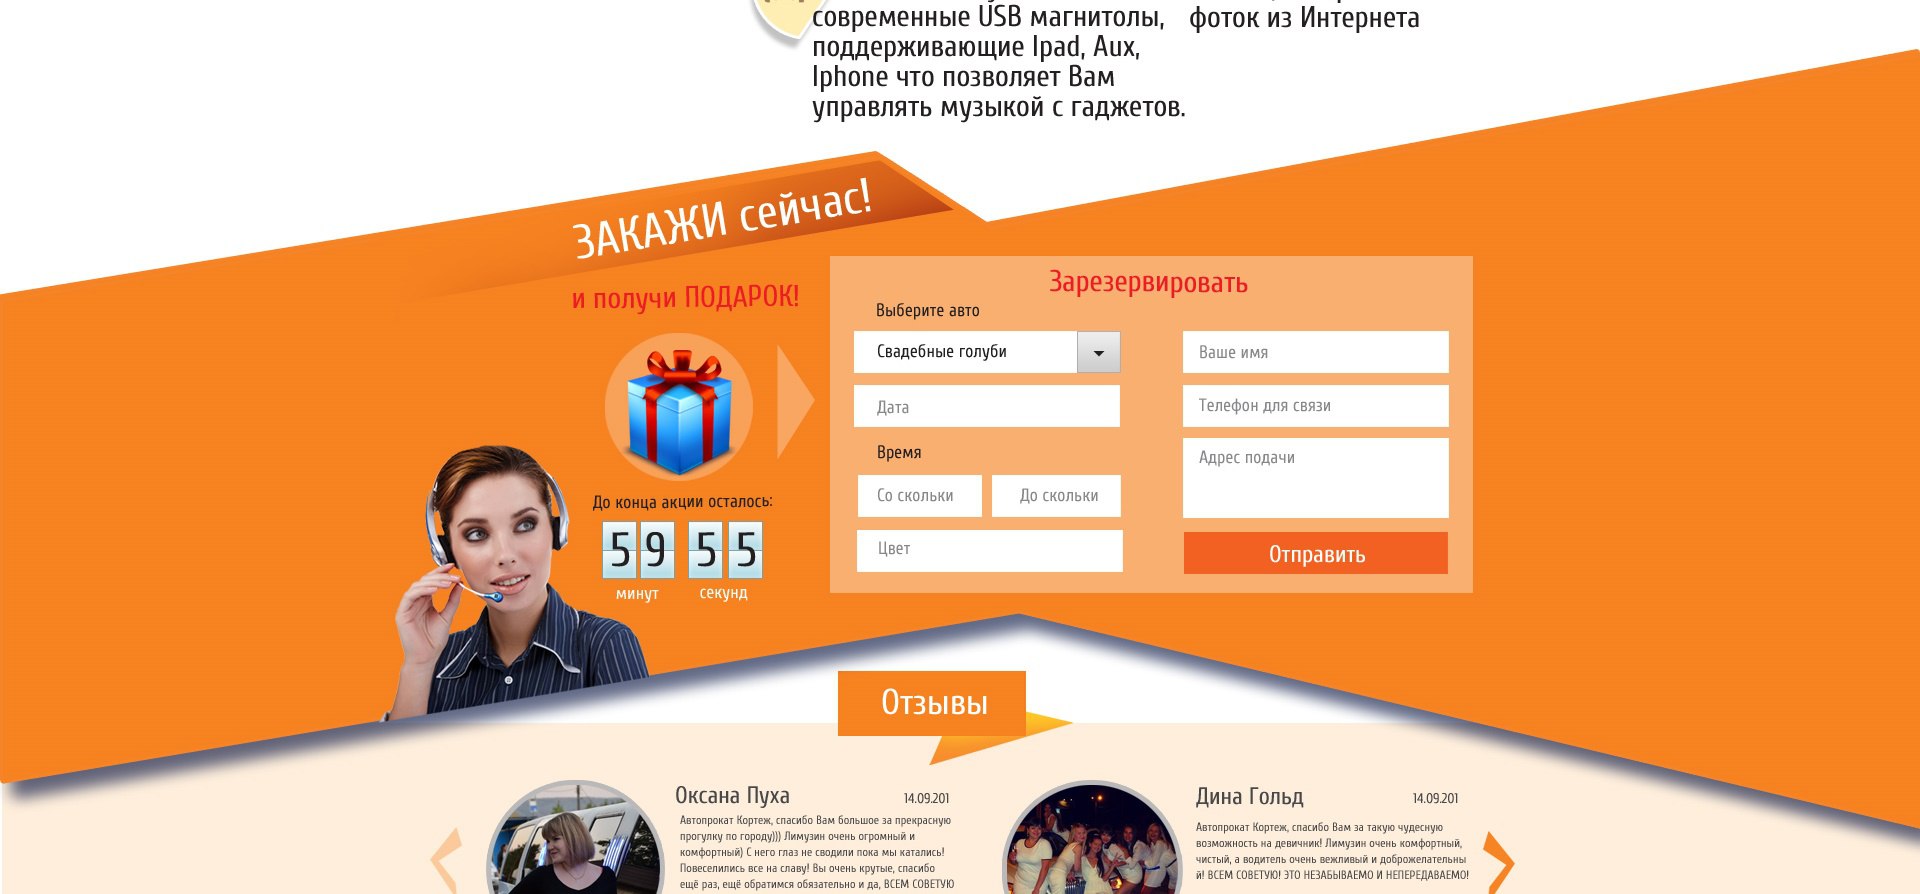 современные USB магнитолы,
поддерживающие Ipad, Aux,
Iphone что позволяет Вам
управлять музыкой с гаджетов.
фоток из Интернета
ЗАКАЖИ сейчас!
и получи ПОДАРОК!
До конца акции осталось:
59 55
минут секунд
Зарезервировать
Выберите авто
Свадебные голуби
Дата
Время
Со скольки До скольки
Цвет
Ваше имя
Телефон для связи
Адрес подачи
Отправить
Отзывы
Оксана Пуха 14.09.201
Автопрокат Кортеж, спасибо Вам большое за прекрасную
прогулку по городу))) Лимузин очень огромный и
комфортный) С него глаз не сводили пока мы катались!
Повеселились все на славу! Вы очень крутые, спасибо
ещё раз, ещё обратимся обязательно и да, ВСЕМ СОВЕТУЮ
Дина Гольд 14.09.201
Автопрокат Кортеж, спасибо Вам за такую чудесную
возможность на девичник! Лимузин очень комфортный,
чистый, а водитель очень вежливый и доброжелательны
й! ВСЕМ СОВЕТУЮ! ЭТО НЕЗАБЫВАЕМО И НЕПЕРЕДАВАЕМО!